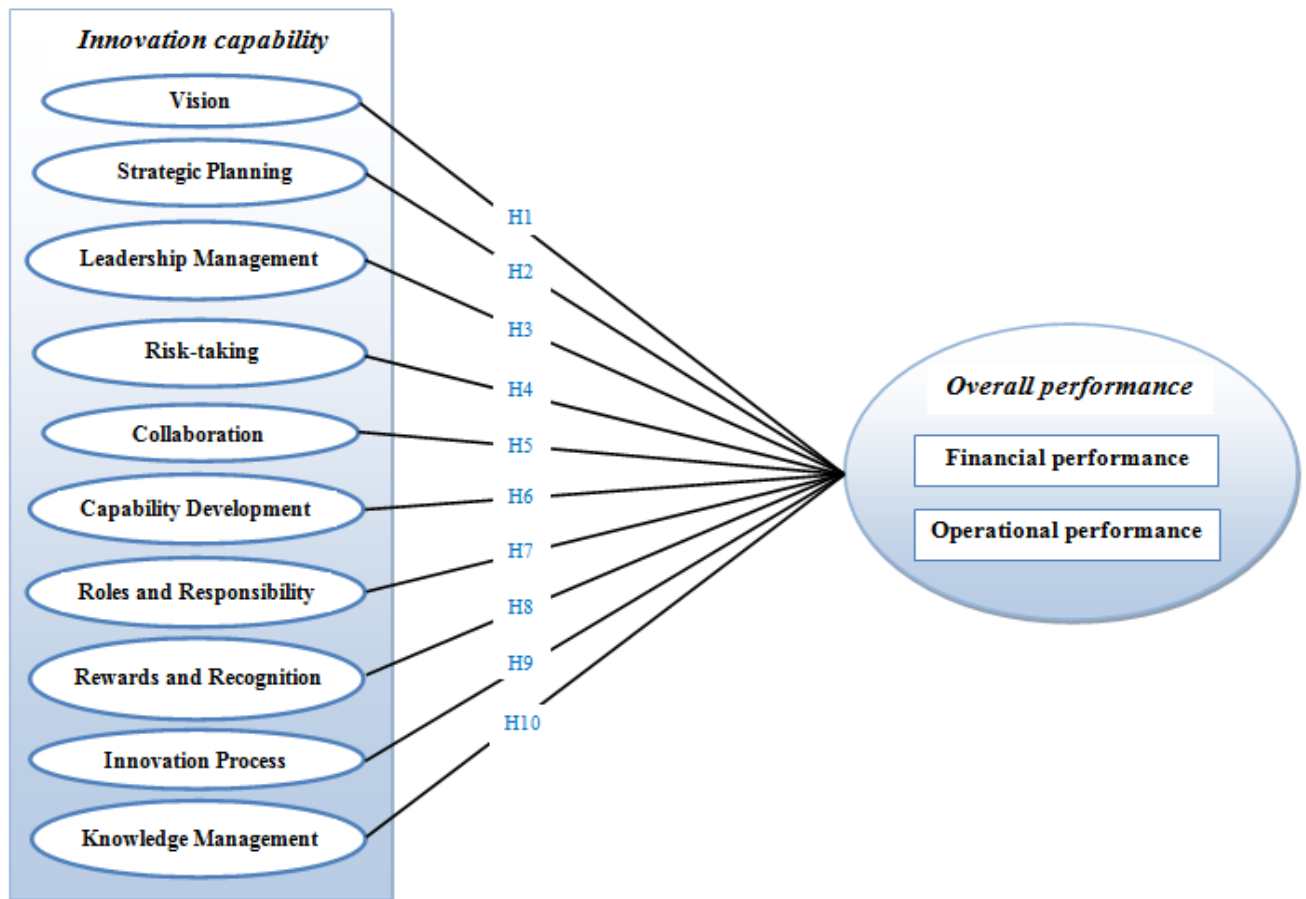 Innovation capability
Vision
Strategic Planning
Leadership Management
Risk-taking
Collaboration
Capability Development
Roles and Responsibility
Rewards and Recognition
Innovation Process
Knowledge Management
H1
H2
H3
H4
H5
H6
H7
H8
H9
H10
Overall performance
Financial performance
Operational performance